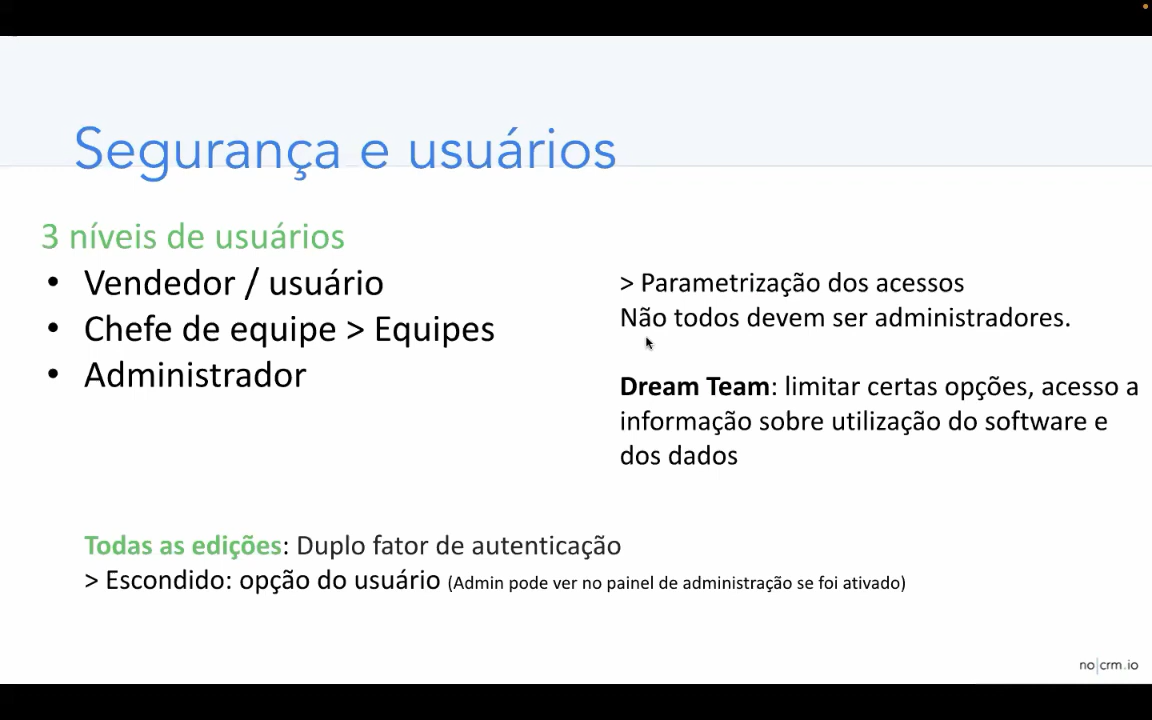 Segurança e usuários
3 níveis de usuários
• Vendedor / usuário
• Chefe de equipe > Equipes
• Administrador
> Parametrização dos acessos
Não todos devem ser administradores.
Dream Team: limitar certas opções, acesso a
informação sobre utilização do software e
dos dados
Todas as edições: Duplo fator de autenticação
> Escondido: opção do usuário (Admin pode ver no painel de administração se foi ativado)
no|crm.io